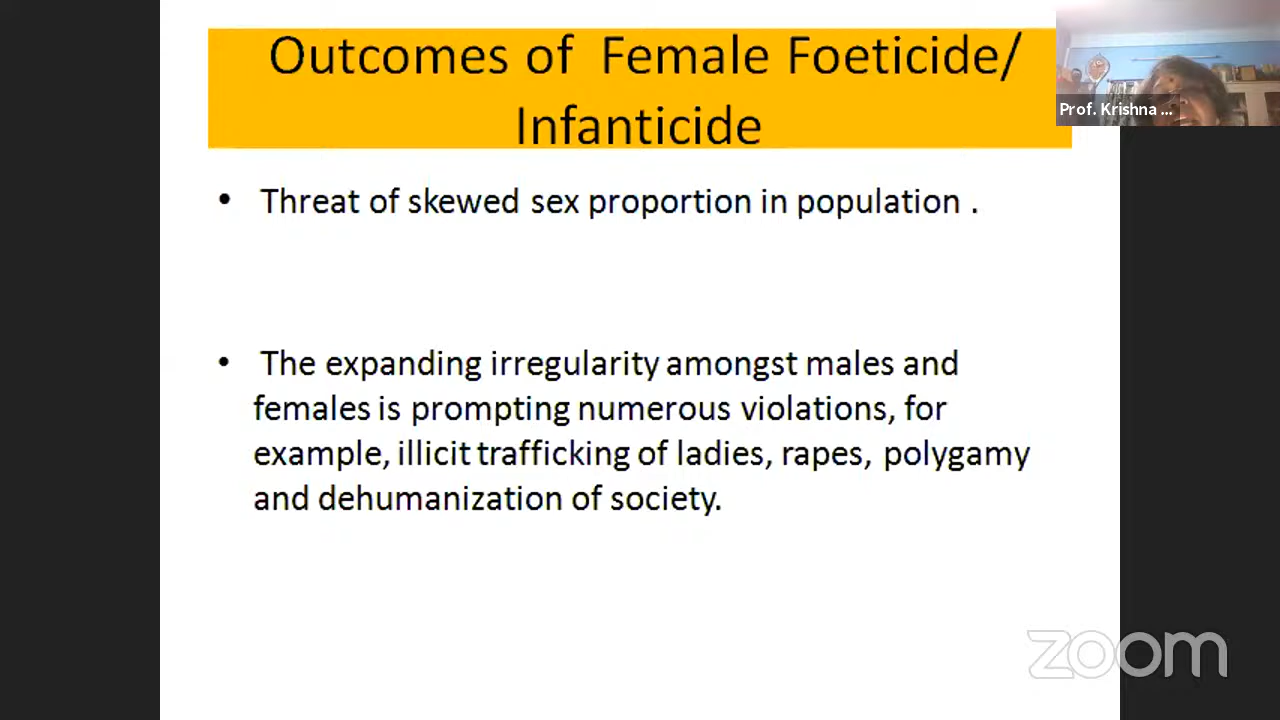 Outcomes of Female Foeticide/
Infanticide
Prof. Krishna ...
• Threat of skewed sex proportion in population .
• The expanding irregularity amongst males and
females is prompting numerous violations, for
example, illicit trafficking of ladies, rapes, polygamy
and dehumanization of society.
zoom